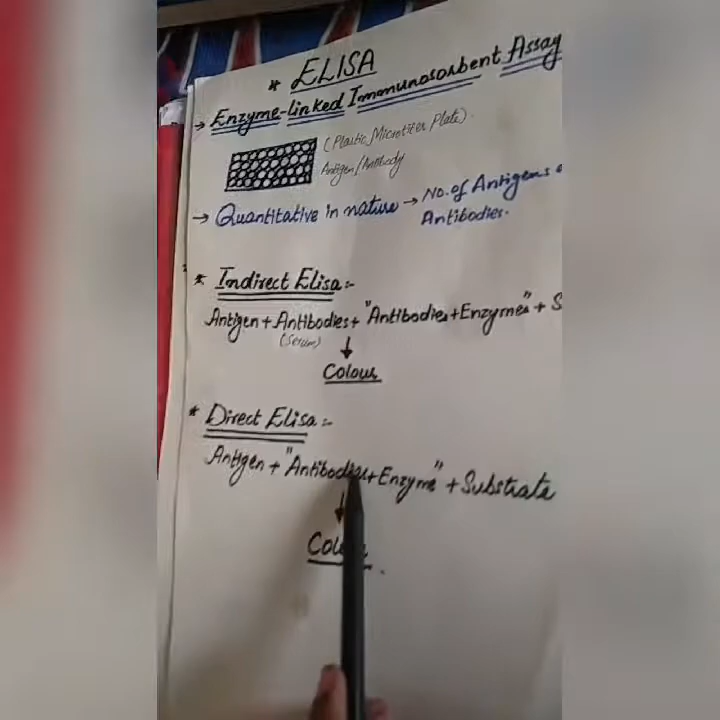 * ELISA
→ Enzyme-linked Immunosorbent Assay
(Plastic Microtiter Plate)
Antigen/Antibody
→ Quantitative in nature → No. of Antigens
Antibodies.
* Indirect Elisa:-
Antigen + Antibodies + "Antibodies + Enzyme" + S
(Serum)
↓
Colour
* Direct Elisa:-
Antigen + "Antibodies + Enzyme" + Substrate
↓
Colour